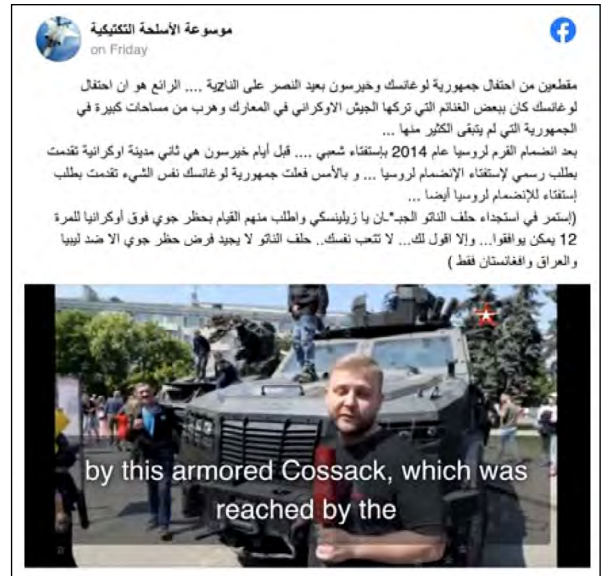 موسوعة الأسلحة التكتيكية
on Friday
مقطعين من احتفال جمهورية لوغانسك وخيرسون بعيد النصر على الناzية .... الرائع هو ان احتفال
لوغانسك كان ببعض الغنائم التي تركها الجيش الاوكراني في المعارك وهرب من مساحات كبيرة في
الجمهورية التي لم يتبقى الكثير منها ...
بعد انضمام القرم لروسيا عام 2014 بإستفتاء شعبي .... قبل أيام خيرسون هي ثاني مدينة اوكرانية تقدمت
بطلب رسمي لإستفتاء الإنضمام لروسيا ... و بالأمس فعلت جمهورية لوغانسك نفس الشيء تقدمت بطلب
إستفتاء للإنضمام لروسيا أيضا ...
(إستمر في استجداء حلف الناتو الجبـ*ـان يا زيلينسكي واطلب منهم القيام بحظر جوي فوق أوكرانيا للمرة
12 يمكن يوافقوا... وإلا اقول لك... لا تتعب نفسك.. حلف الناتو لا يجيد فرض حظر جوي الا ضد ليبيا
والعراق وافغانستان فقط )
by this armored Cossack, which was
reached by the